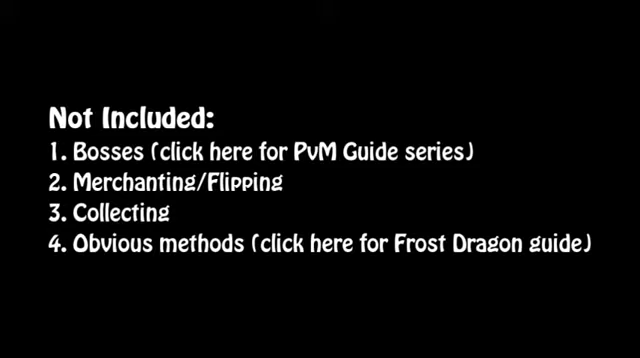 Not Included:
1. Bosses (click here for PvM Guide series)
2. Merchanting/Flipping
3. Collecting
4. Obvious methods (click here for Frost Dragon guide)